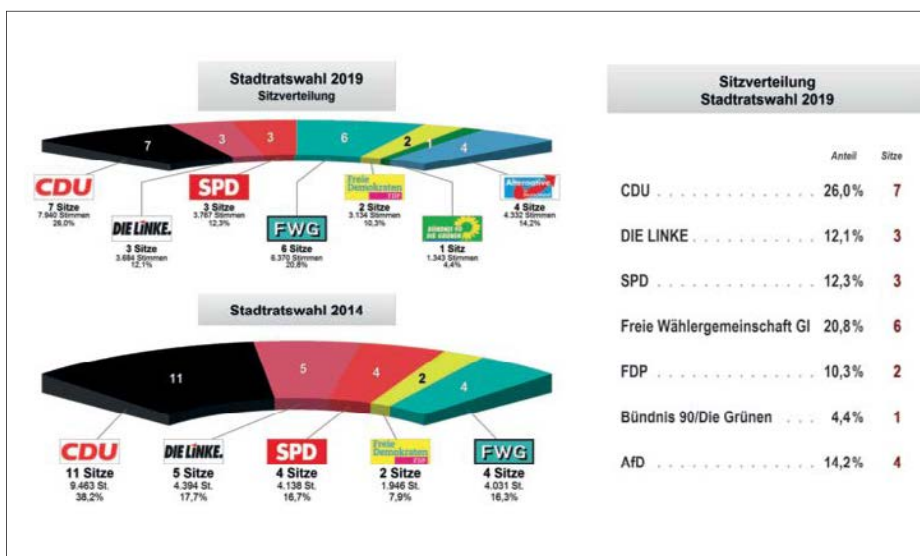 Stadtratswahl 2019
Sitzverteilung
7
3
3
6
2
1
4
CDU
7 Sitze
7.940 Stimmen
26,0%
DIE LINKE.
3 Sitze
3.684 Stimmen
12,1%
SPD
3 Sitze
3.767 Stimmen
12,3%
FWG
6 Sitze
6.370 Stimmen
20,8%
Freie
Demokraten
FDP
2 Sitze
3.134 Stimmen
10,3%
BÜNDNIS 90
DIE GRÜNEN
1 Sitz
1.343 Stimmen
4,4%
Alternative
4 Sitze
4.332 Stimmen
14,2%
Stadtratswahl 2014
11
5
4
2
4
CDU
11 Sitze
9.463 St.
38,2%
DIE LINKE.
5 Sitze
4.394 St.
17,7%
SPD
4 Sitze
4.138 St.
16,7%
Freie
Demokraten
FDP
2 Sitze
1.946 St.
7,9%
FWG
4 Sitze
4.031 St.
16,3%
Sitzverteilung
Stadtratswahl 2019
Anteil Sitze
CDU . . . . . . . . . . . . . . . 26,0% 7
DIE LINKE . . . . . . . . . . . . 12,1% 3
SPD . . . . . . . . . . . . . . . 12,3% 3
Freie Wählergemeinschaft GI 20,8% 6
FDP . . . . . . . . . . . . . . . 10,3% 2
Bündnis 90/Die Grünen . . . 4,4% 1
AfD . . . . . . . . . . . . . . . 14,2% 4